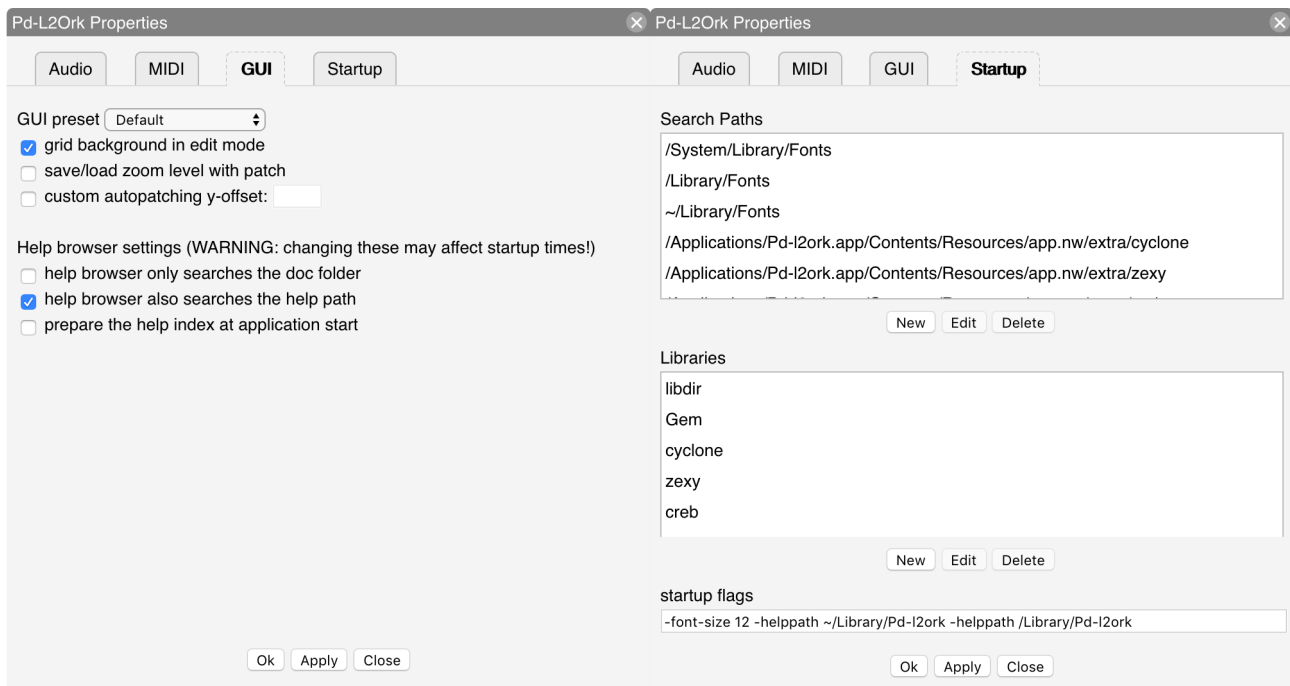 Pd-L2Ork Properties
Audio MIDI GUI Startup
GUI preset Default
grid background in edit mode
save/load zoom level with patch
custom autopatching y-offset:
Help browser settings (WARNING: changing these may affect startup times!)
help browser only searches the doc folder
help browser also searches the help path
prepare the help index at application start
Ok Apply Close
Pd-L2Ork Properties
Audio MIDI GUI Startup
Search Paths
/System/Library/Fonts
/Library/Fonts
~/Library/Fonts
/Applications/Pd-l2ork.app/Contents/Resources/app.nw/extra/cyclone
/Applications/Pd-l2ork.app/Contents/Resources/app.nw/extra/zexy
New Edit Delete
Libraries
libdir
Gem
cyclone
zexy
creb
New Edit Delete
startup flags
-font-size 12 -helppath ~/Library/Pd-l2ork -helppath /Library/Pd-l2ork
Ok Apply Close